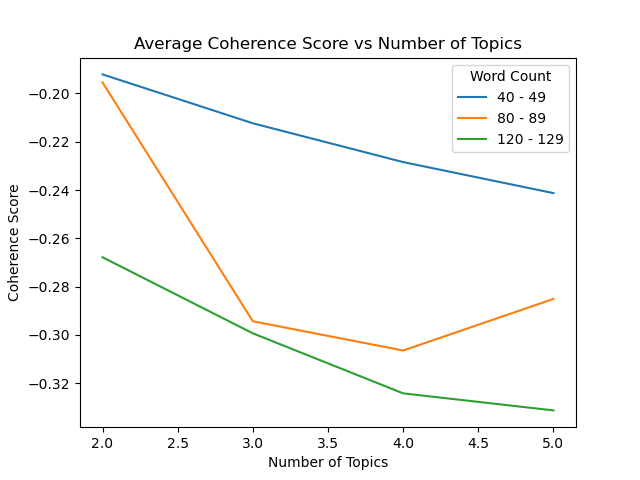 Average Coherence Score vs Number of Topics
Word Count
40 - 49
80 - 89
120 - 129
Coherence Score
−0.20
−0.22
−0.24
−0.26
−0.28
−0.30
−0.32
2.0 2.5 3.0 3.5 4.0 4.5 5.0
Number of Topics